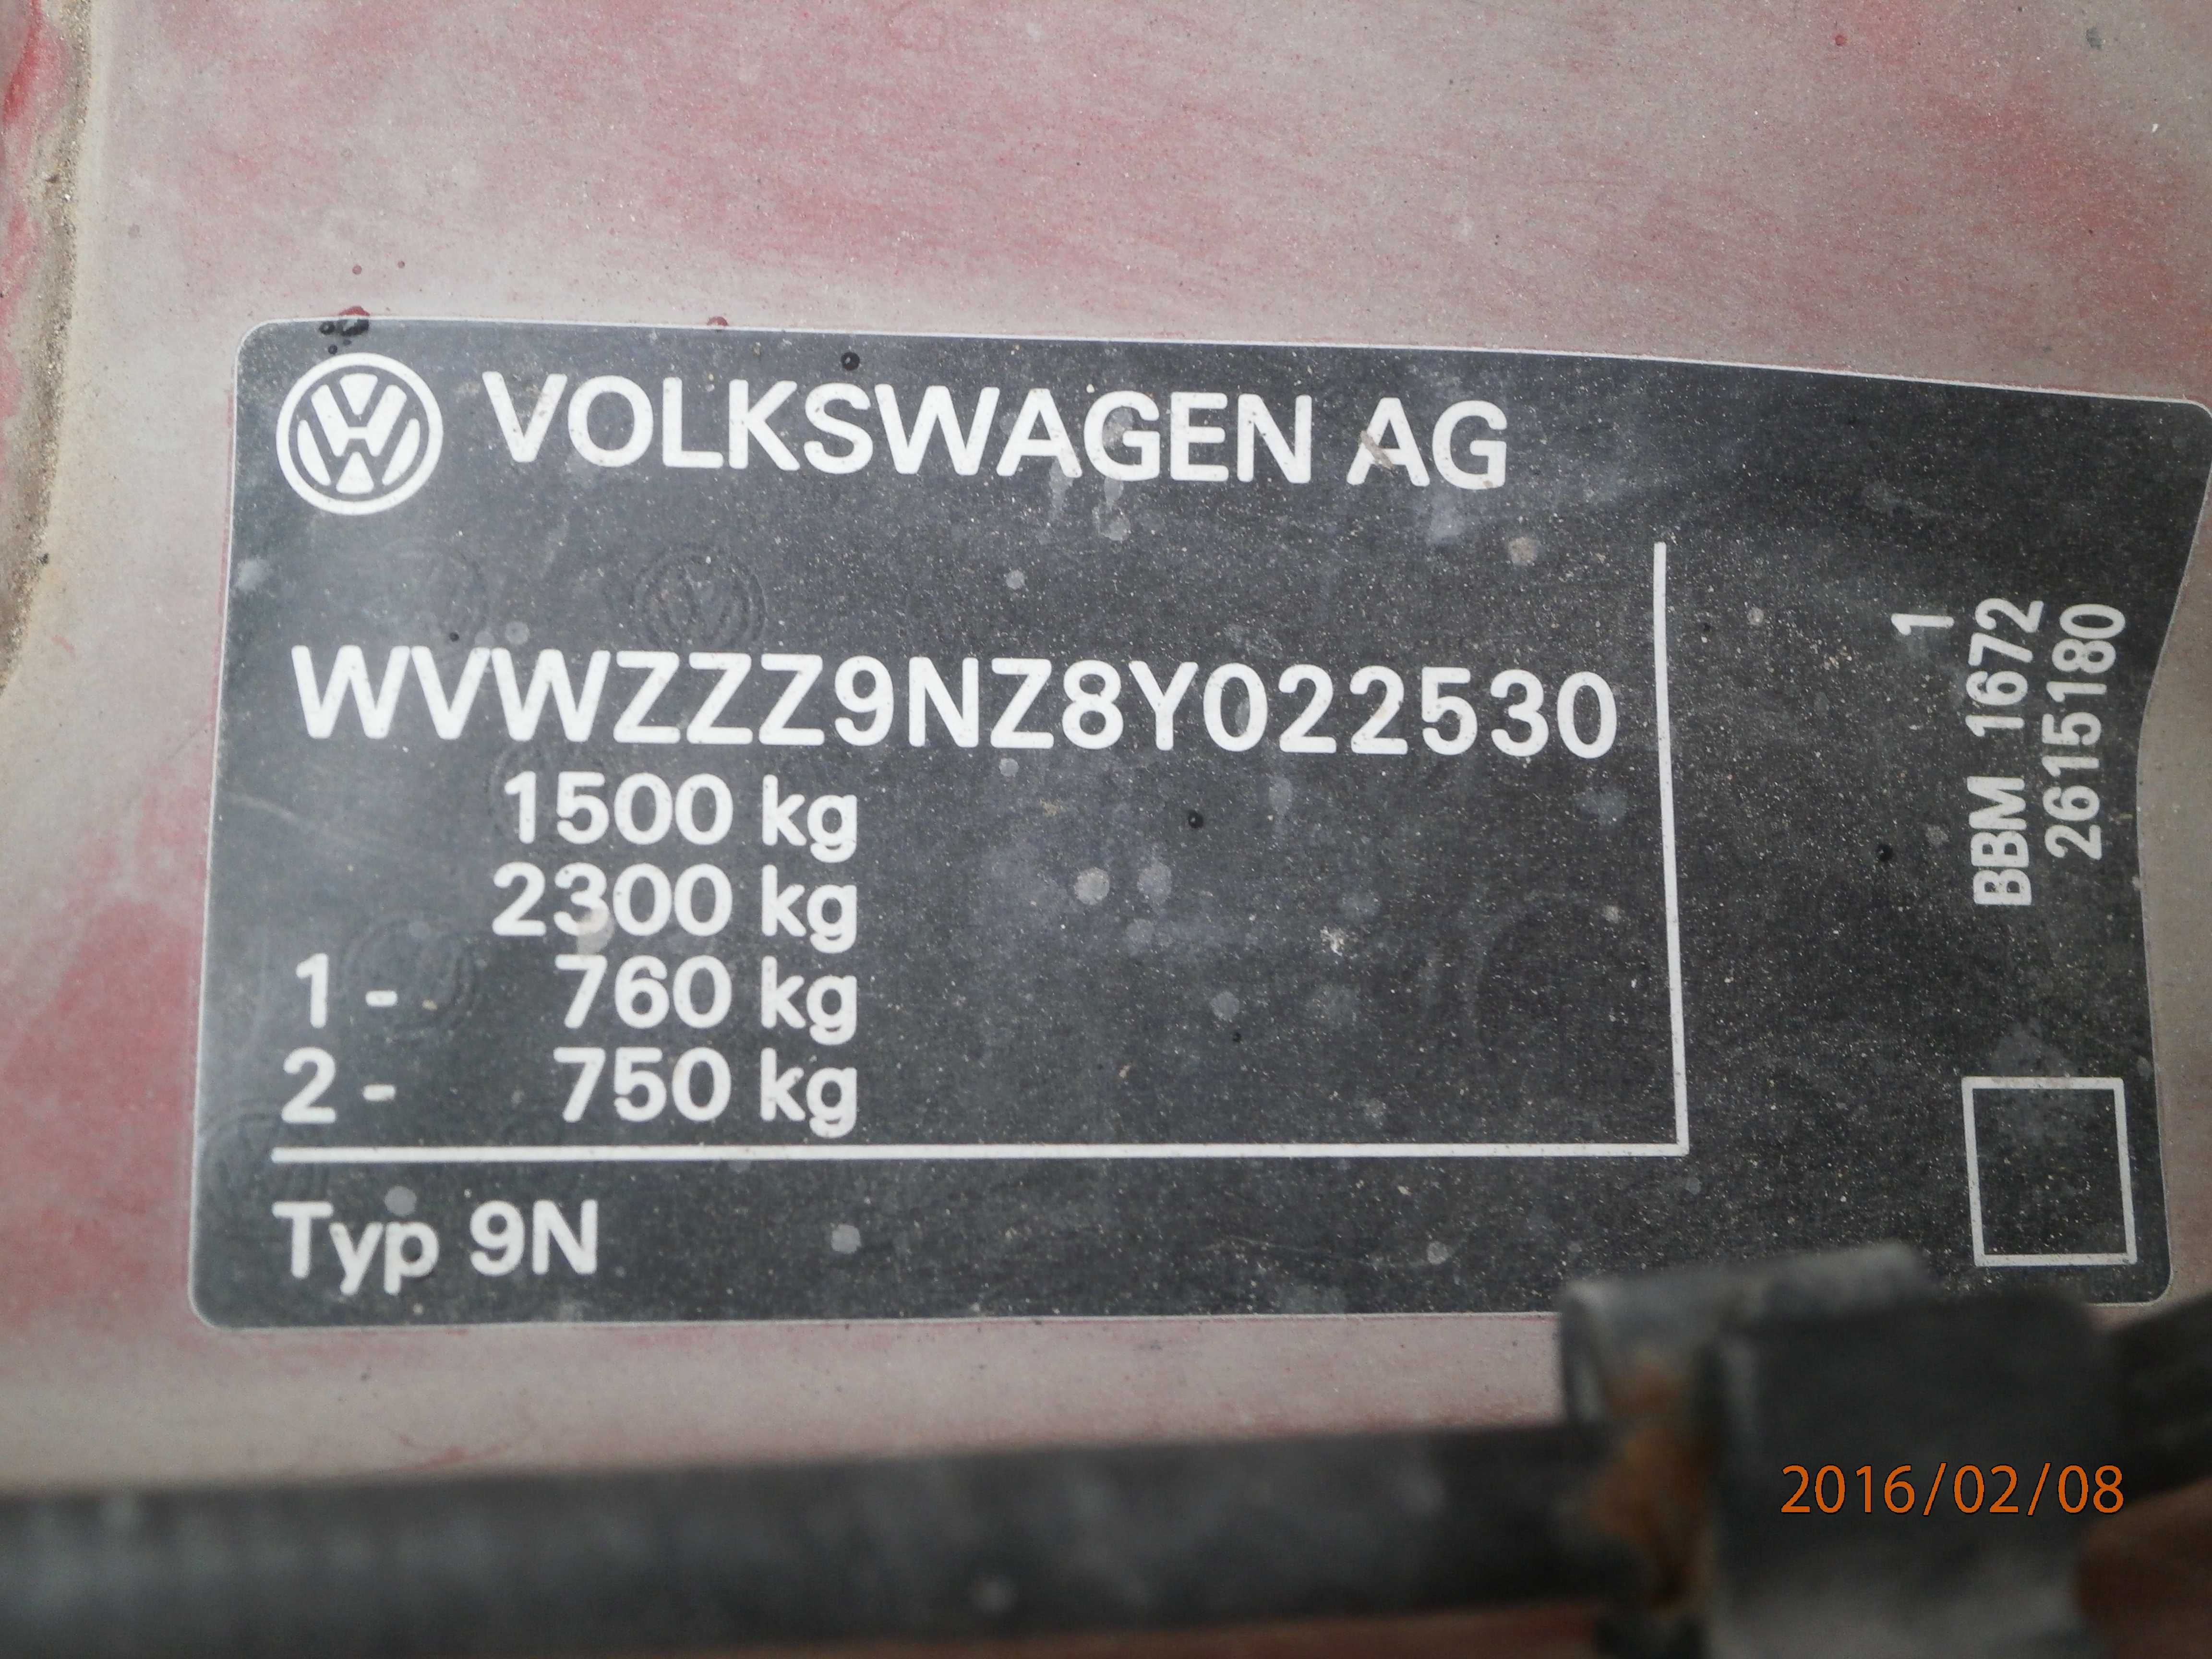 VOLKSWAGEN AG
WVWZZZ9NZ8Y022530
1500 kg
2300 kg
1 - 760 kg
2 - 750 kg
Typ 9N
1
BBM 1672
2615180
2016/02/08